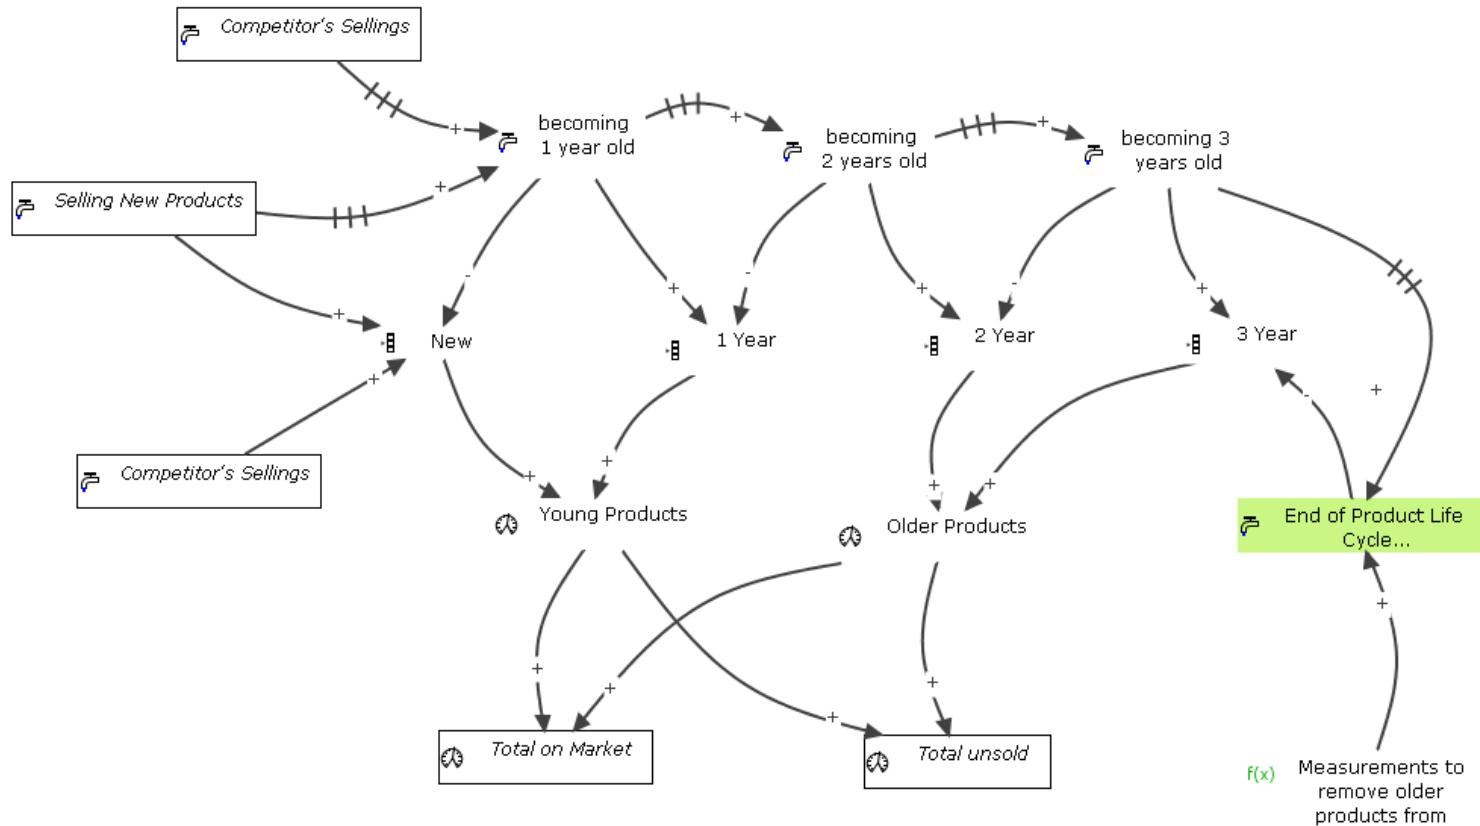 Competitor's Sellings
becoming
1 year old
becoming
2 years old
becoming 3
years old
+
+
+
Selling New Products
+
-
+
-
+
-
+
+
New
1 Year
2 Year
3 Year
+
-
+
Competitor's Sellings
+
+
+
+
Young Products
Older Products
End of Product Life
Cycle...
+
+
+
+
+
Total on Market
Total unsold
f(x)
Measurements to
remove older
products from